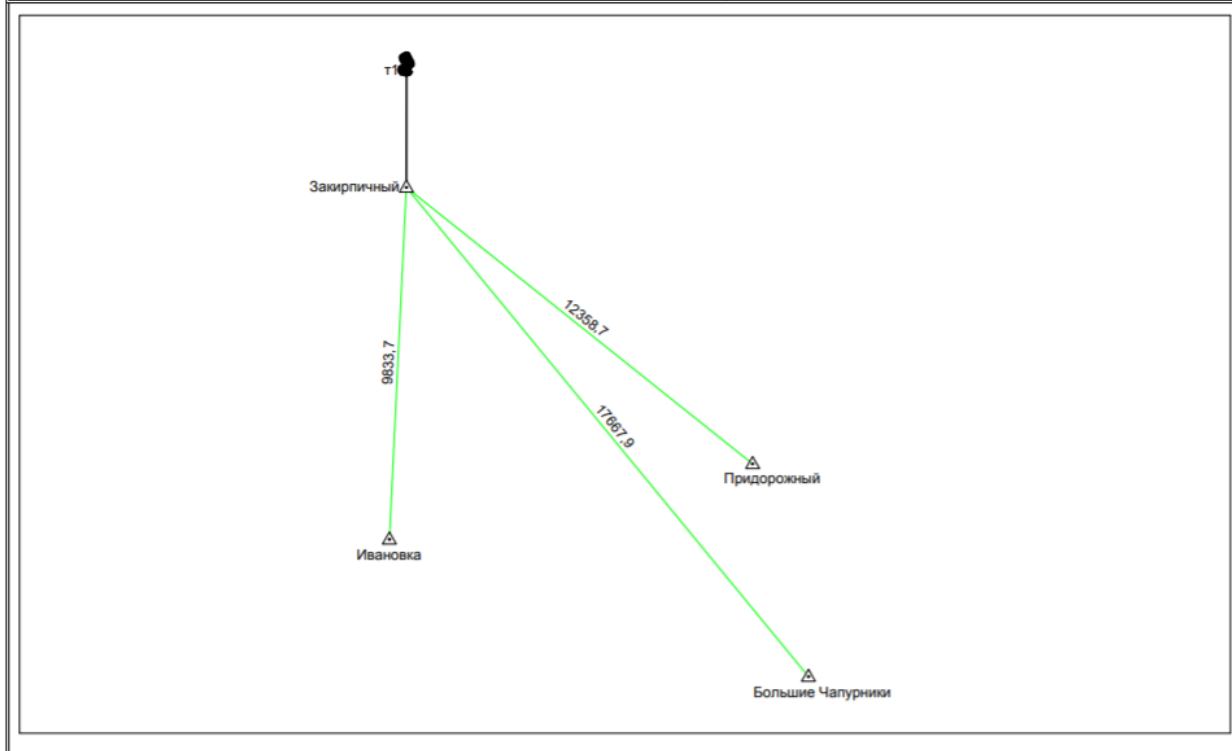 т1
Закирпичный
12358,7
9833,7
17667,9
Придорожный
Ивановка
Большие Чапурники